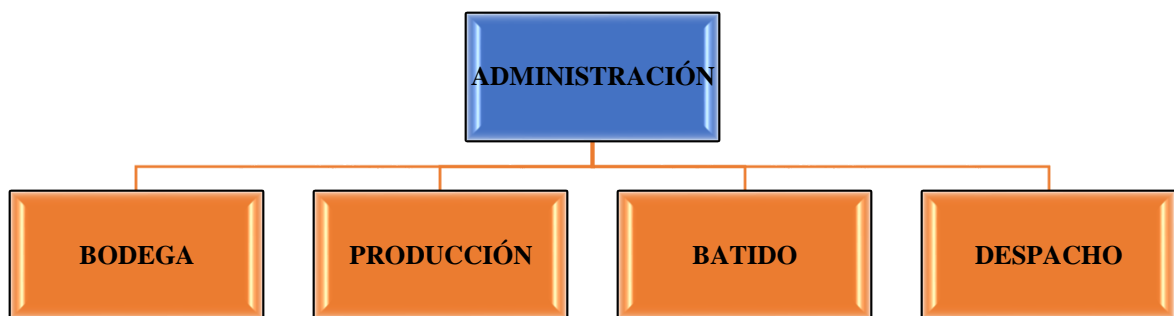 ADMINISTRACIÓN
BODEGA
PRODUCCIÓN
BATIDO
DESPACHO